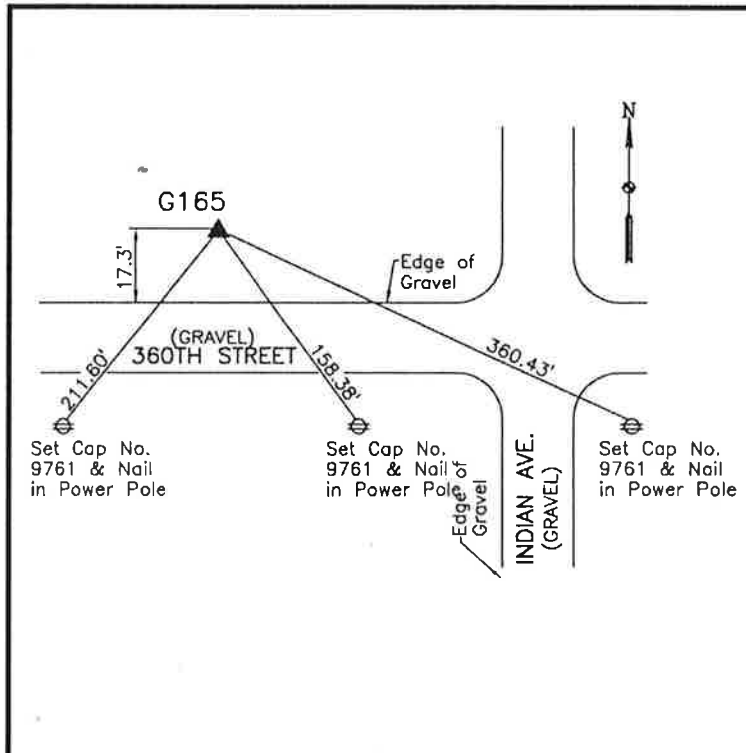 N
G165
17.3'
Edge of
Gravel
(GRAVEL)
360TH STREET
211.60'
158.38'
360.43'
Set Cap No.
9761 & Nail
in Power Pole
Set Cap No.
9761 & Nail
in Power Pole
Set Cap No.
9761 & Nail
in Power Pole
Edge of
Gravel
INDIAN AVE.
(GRAVEL)